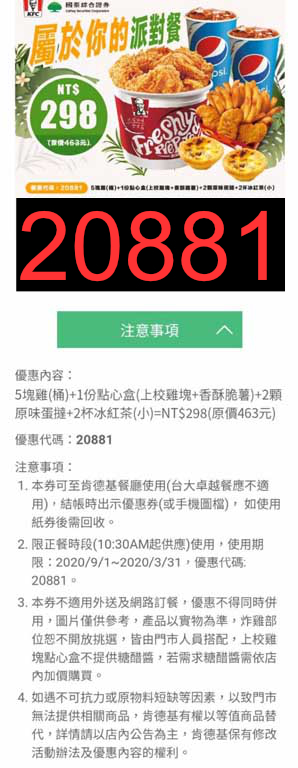 KFC
國泰綜合證券
Cathay Securities Corporation
屬於你的派對餐
NT$
298
(原價463元)
pepsi
Freshly
Prepared
優惠代碼：20881
5塊雞(桶)+1份點心盒(上校雞塊+香酥脆薯)+2顆原味蛋撻+2杯冰紅茶(小)
20881
注意事項
優惠內容：
5塊雞(桶)+1份點心盒(上校雞塊+香酥脆薯)+2顆
原味蛋撻+2杯冰紅茶(小)=NT$298(原價463元)
優惠代碼：20881
注意事項：
1. 本券可至肯德基餐廳使用(台大卓越餐應不適
用)，結帳時出示優惠券(或手機圖檔)， 如使用
紙券後需回收。
2. 限正餐時段(10:30AM起供應)使用，使用期
限：2020/9/1~2020/3/31，優惠代碼:
20881。
3. 本券不適用外送及網路訂餐，優惠不得同時併
用，圖片僅供參考，產品以實物為準，炸雞部
位恕不開放挑選，皆由門市人員搭配，上校雞
塊點心盒不提供糖醋醬，若需求糖醋醬需依店
內加價購買。
4. 如遇不可抗力或原物料短缺等因素，以致門市
無法提供相關商品，肯德基有權以等值商品替
代，詳情請以店內公告為主，肯德基保有修改
活動辦法及優惠內容的權利。